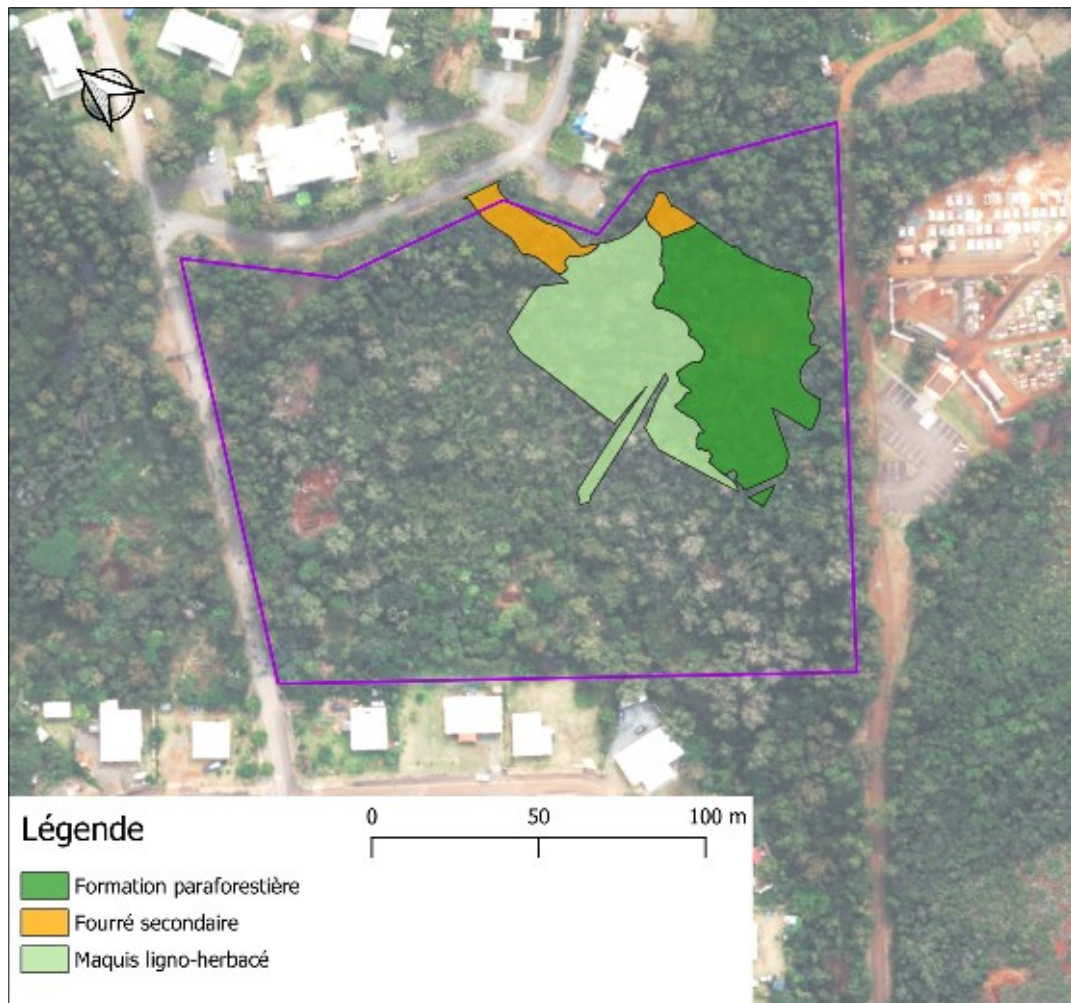 Légende
0 50 100 m
Formation paraforestière
Fourré secondaire
Maquis ligno-herbacé